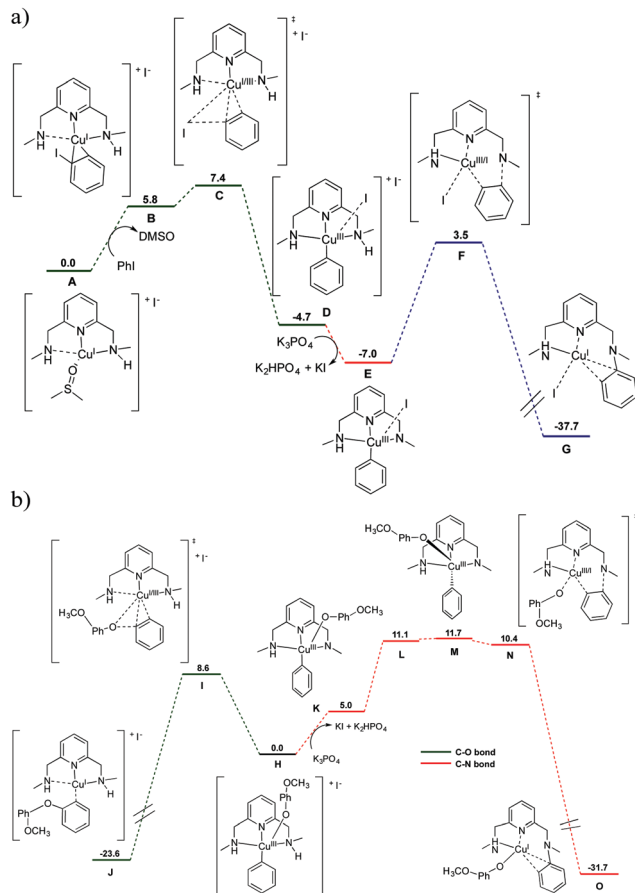 a)
+ I-
N
Cu^I
N
N
H
H
I
‡
+ I-
N
Cu^I/III
N
N
H
H
I
‡
N
H
N
N
Cu^III/I
I
5.8
B
7.4
C
DMSO
PhI
0.0
A
+ I-
N
Cu^I
N
N
H
H
O
S
+ I-
I
N
Cu^III
N
N
H
H
-4.7
D
K3PO4
K2HPO4 + KI
-7.0
E
3.5
F
I
N
Cu^III
N
H
N
N
H
N
N
Cu^I
I
-37.7
G
b)
‡
+ I-
N
Cu^I/III
N
N
H
H
H3CO
Ph
O
‡
N
H
N
N
Cu^III/I
O
Ph
OCH3
H3CO
Ph
O
N
Cu^III
N
H
N
OCH3
Ph
O
N
Cu^III
N
H
N
8.6
I
11.1
L
11.7
M
10.4
N
K
5.0
KI + K2HPO4
K3PO4
0.0
H
+ I-
N
Cu^I
N
N
H
H
O
Ph
OCH3
-23.6
J
+ I-
OCH3
Ph
O
N
Cu^III
N
N
H
H
C-O bond
C-N bond
N
H
N
N
Cu^I
H3CO
Ph
O
-31.7
O